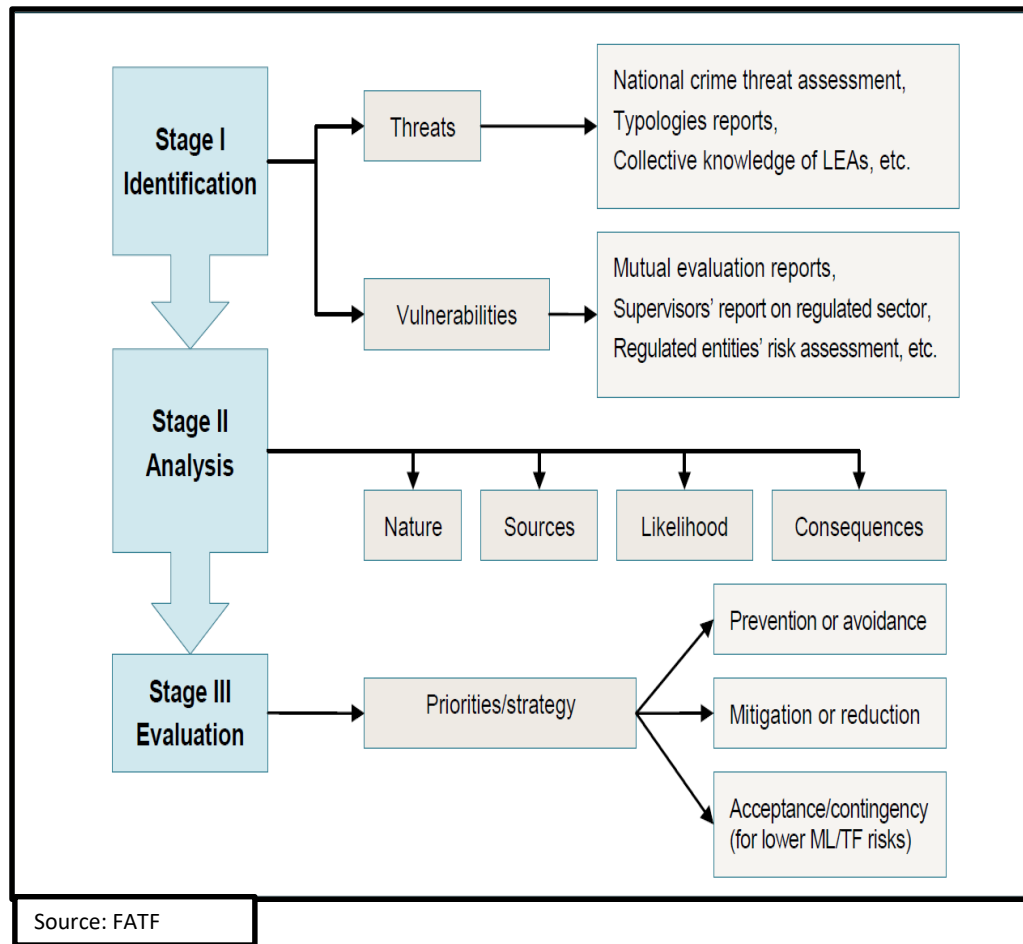 Stage I
Identification
Threats
National crime threat assessment,
Typologies reports,
Collective knowledge of LEAs, etc.
Vulnerabilities
Mutual evaluation reports,
Supervisors’ report on regulated sector,
Regulated entities’ risk assessment, etc.
Stage II
Analysis
Nature
Sources
Likelihood
Consequences
Stage III
Evaluation
Priorities/strategy
Prevention or avoidance
Mitigation or reduction
Acceptance/contingency
(for lower ML/TF risks)
Source: FATF